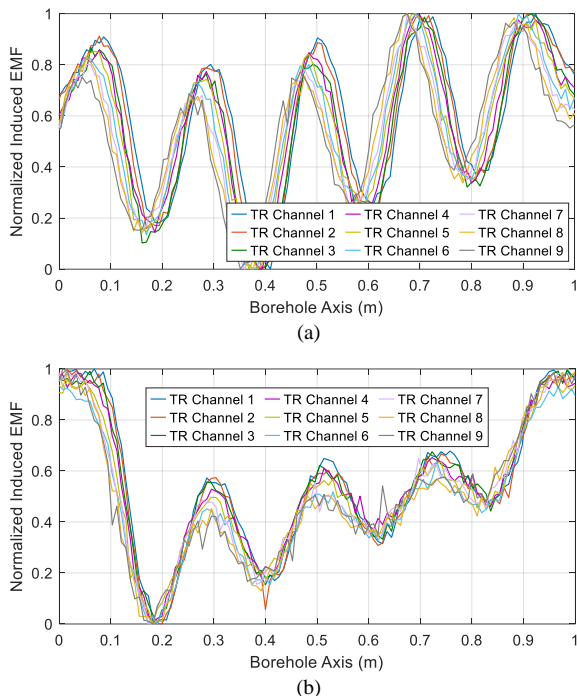 1
0.8
0.6
0.4
0.2
0
Normalized Induced EMF
TR Channel 1 TR Channel 4 TR Channel 7
TR Channel 2 TR Channel 5 TR Channel 8
TR Channel 3 TR Channel 6 TR Channel 9
0 0.1 0.2 0.3 0.4 0.5 0.6 0.7 0.8 0.9 1
Borehole Axis (m)
(a)
1
0.8
0.6
0.4
0.2
0
Normalized Induced EMF
TR Channel 1 TR Channel 4 TR Channel 7
TR Channel 2 TR Channel 5 TR Channel 8
TR Channel 3 TR Channel 6 TR Channel 9
0 0.1 0.2 0.3 0.4 0.5 0.6 0.7 0.8 0.9 1
Borehole Axis (m)
(b)